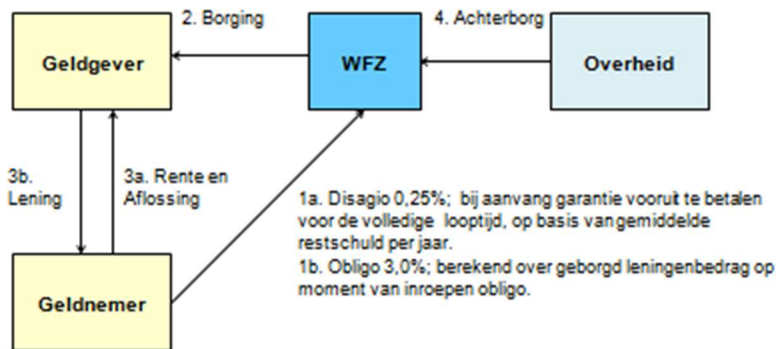 2. Borging
4. Achterborg
Geldgever
WFZ
Overheid
3b.
Lening
3a. Rente en
Aflossing
1a. Disagio 0,25%; bij aanvang garantie vooruit te betalen
voor de volledige looptijd, op basis van gemiddelde
restschuld per jaar.
1b. Obligo 3,0%; berekend over geborgd leningenbedrag op
moment van inroepen obligo.
Geldnemer